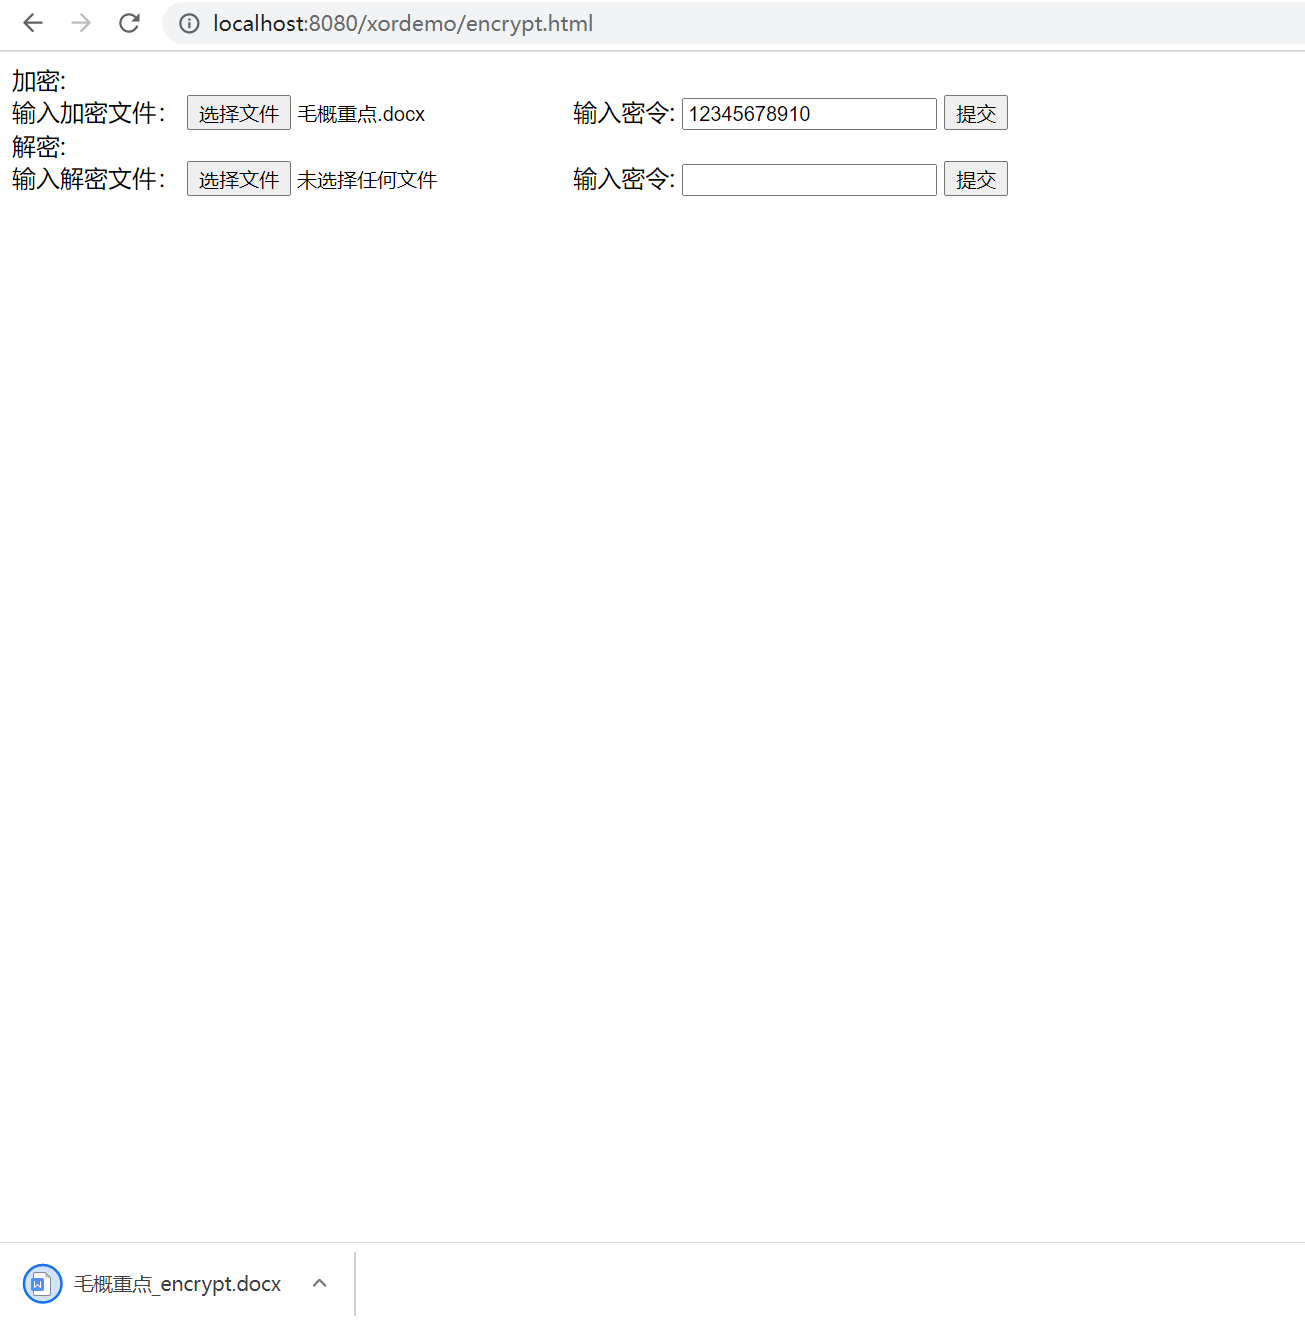 localhost:8080/xordemo/encrypt.html
加密:
输入加密文件： 选择文件 毛概重点.docx 输入密令: 12345678910 提交
解密:
输入解密文件： 选择文件 未选择任何文件 输入密令: 提交
毛概重点_encrypt.docx